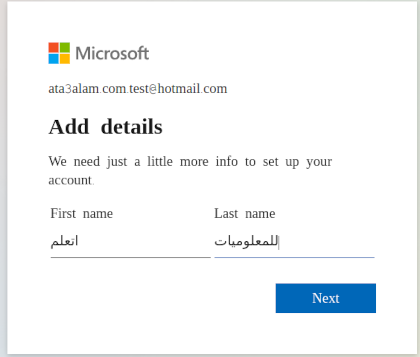 Microsoft
ata3alam.com.test@hotmail.com
Add details
We need just a little more info to set up your
account.
First name Last name
اتعلم للمعلوميات
Next